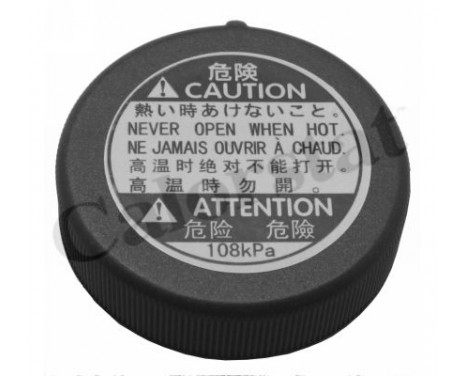 危険
CAUTION
熱い時あけないこと。
NEVER OPEN WHEN HOT.
NE JAMAIS OUVRIR À CHAUD.
高温时绝对不能打开。
高温時勿開。
ATTENTION
危险 危險
108kPa
Calorstat